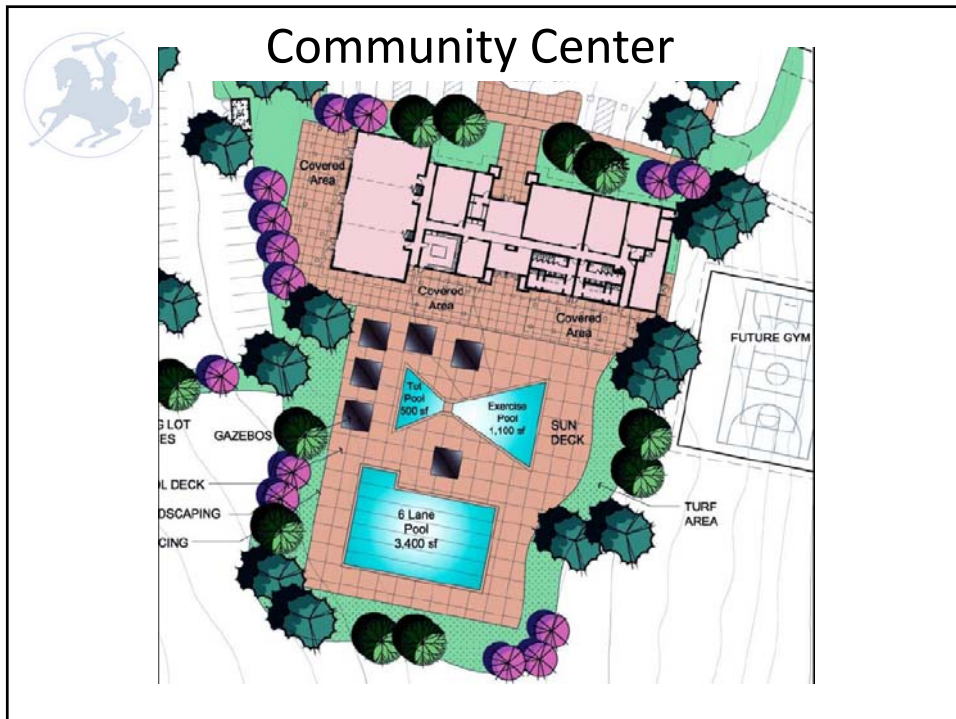 Community Center
Covered
Area
Covered
Area
Covered
Area
FUTURE GYM
Tot
Pool
500 sf
Exercise
Pool
1,100 sf
SUN
DECK
G LOT
ES
GAZEBOS
OL DECK
DSCAPING
CING
6 Lane
Pool
3,400 sf
TURF
AREA